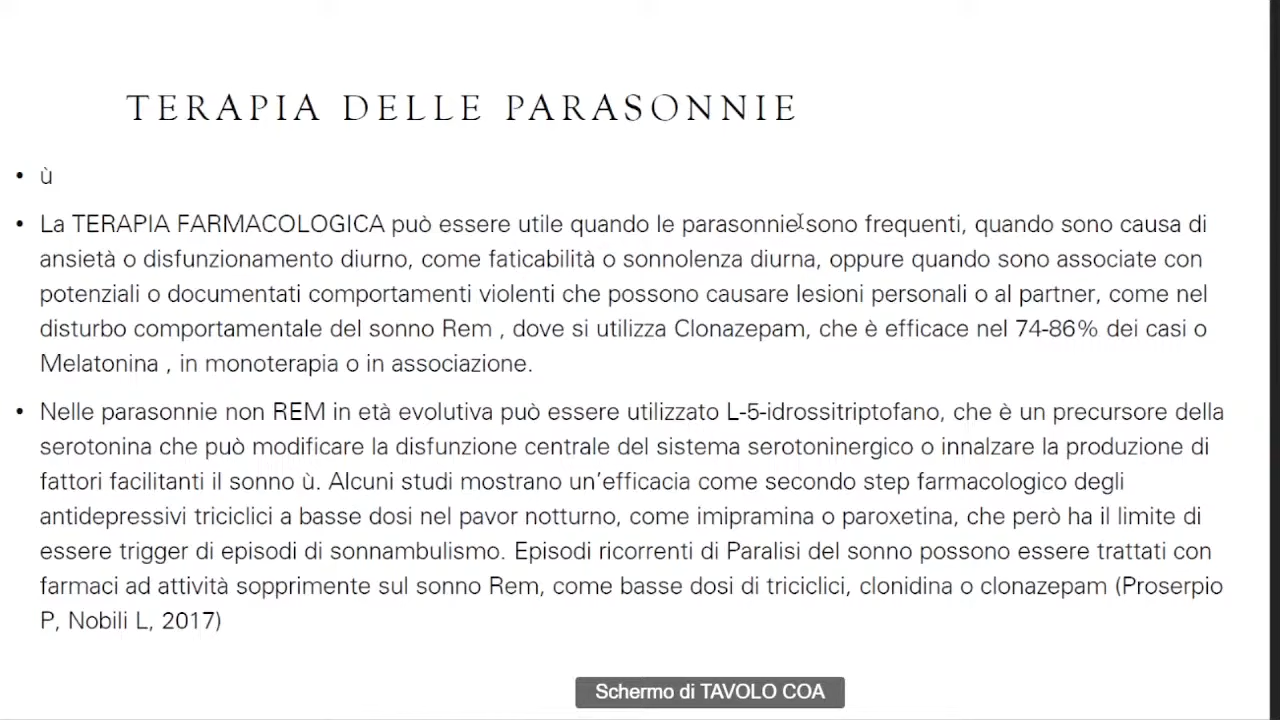 TERAPIA DELLE PARASONNIE
• ù
• La TERAPIA FARMACOLOGICA può essere utile quando le parasonnie sono frequenti, quando sono causa di
ansietà o disfunzionamento diurno, come faticabilità o sonnolenza diurna, oppure quando sono associate con
potenziali o documentati comportamenti violenti che possono causare lesioni personali o al partner, come nel
disturbo comportamentale del sonno Rem , dove si utilizza Clonazepam, che è efficace nel 74-86% dei casi o
Melatonina , in monoterapia o in associazione.
• Nelle parasonnie non REM in età evolutiva può essere utilizzato L-5-idrossitriptofano, che è un precursore della
serotonina che può modificare la disfunzione centrale del sistema serotoninergico o innalzare la produzione di
fattori facilitanti il sonno ù. Alcuni studi mostrano un'efficacia come secondo step farmacologico degli
antidepressivi triciclici a basse dosi nel pavor notturno, come imipramina o paroxetina, che però ha il limite di
essere trigger di episodi di sonnambulismo. Episodi ricorrenti di Paralisi del sonno possono essere trattati con
farmaci ad attività sopprimente sul sonno Rem, come basse dosi di triciclici, clonidina o clonazepam (Proserpio
P, Nobili L, 2017)
Schermo di TAVOLO COA